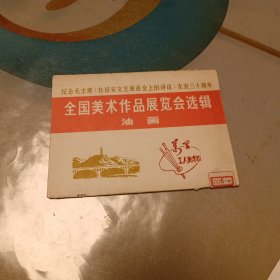 纪念毛主席《在延安文艺座谈会上的讲话》发表三十周年
全国美术作品展览会选辑
油画